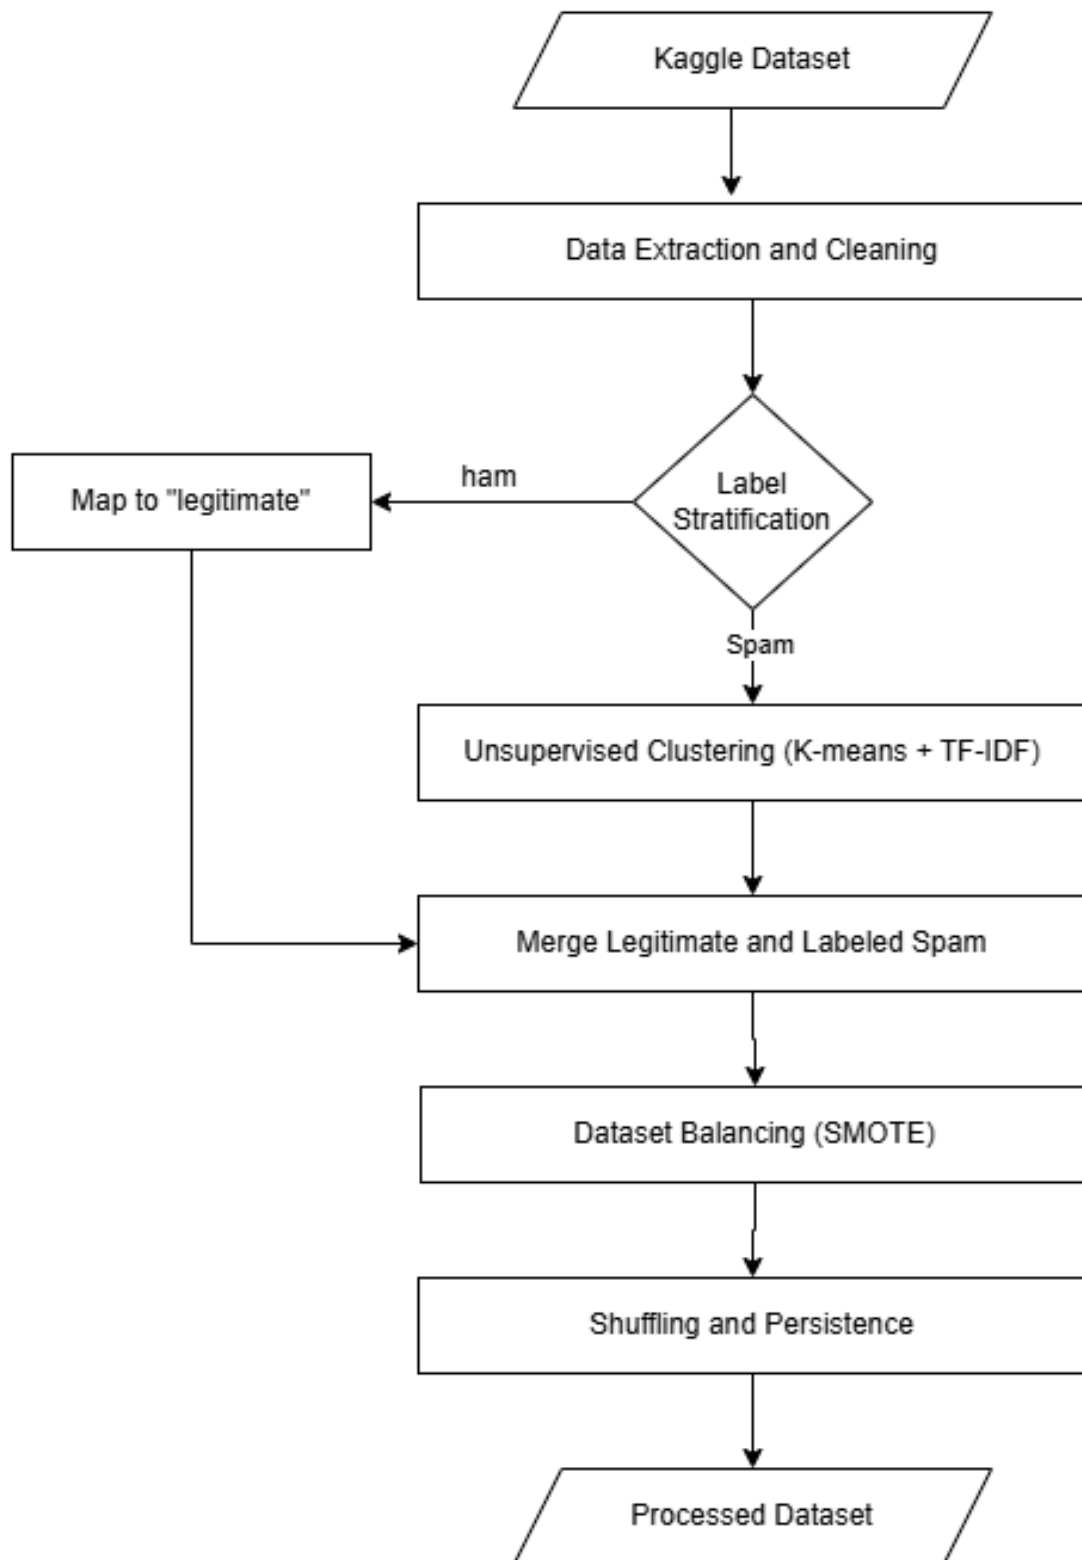 Kaggle Dataset
Data Extraction and Cleaning
ham
Label
Stratification
Map to "legitimate"
Spam
Unsupervised Clustering (K-means + TF-IDF)
Merge Legitimate and Labeled Spam
Dataset Balancing (SMOTE)
Shuffling and Persistence
Processed Dataset